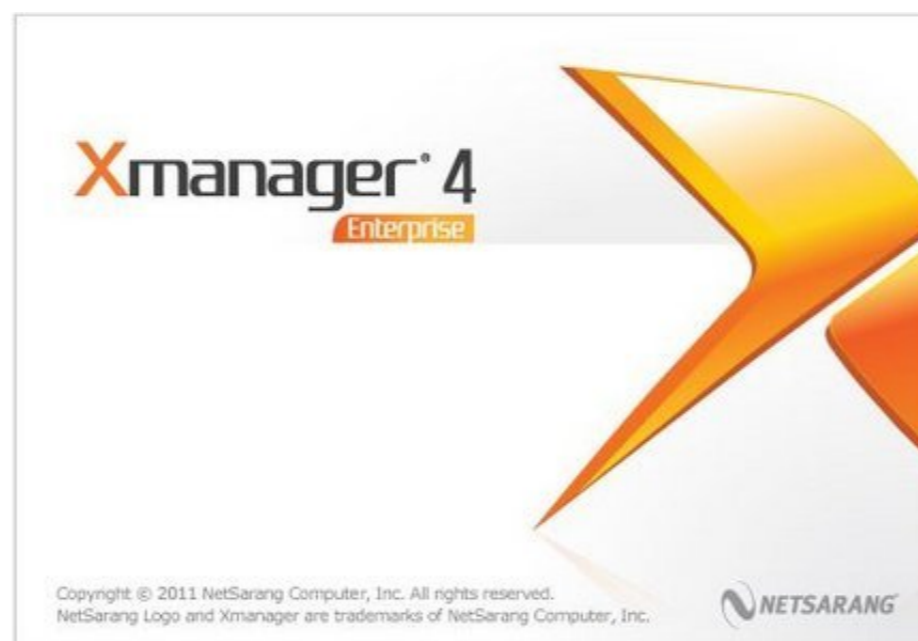 Xmanager® 4
Enterprise
Copyright © 2011 NetSarang Computer, Inc. All rights reserved.
NetSarang Logo and Xmanager are trademarks of NetSarang Computer, Inc.
NETSARANG